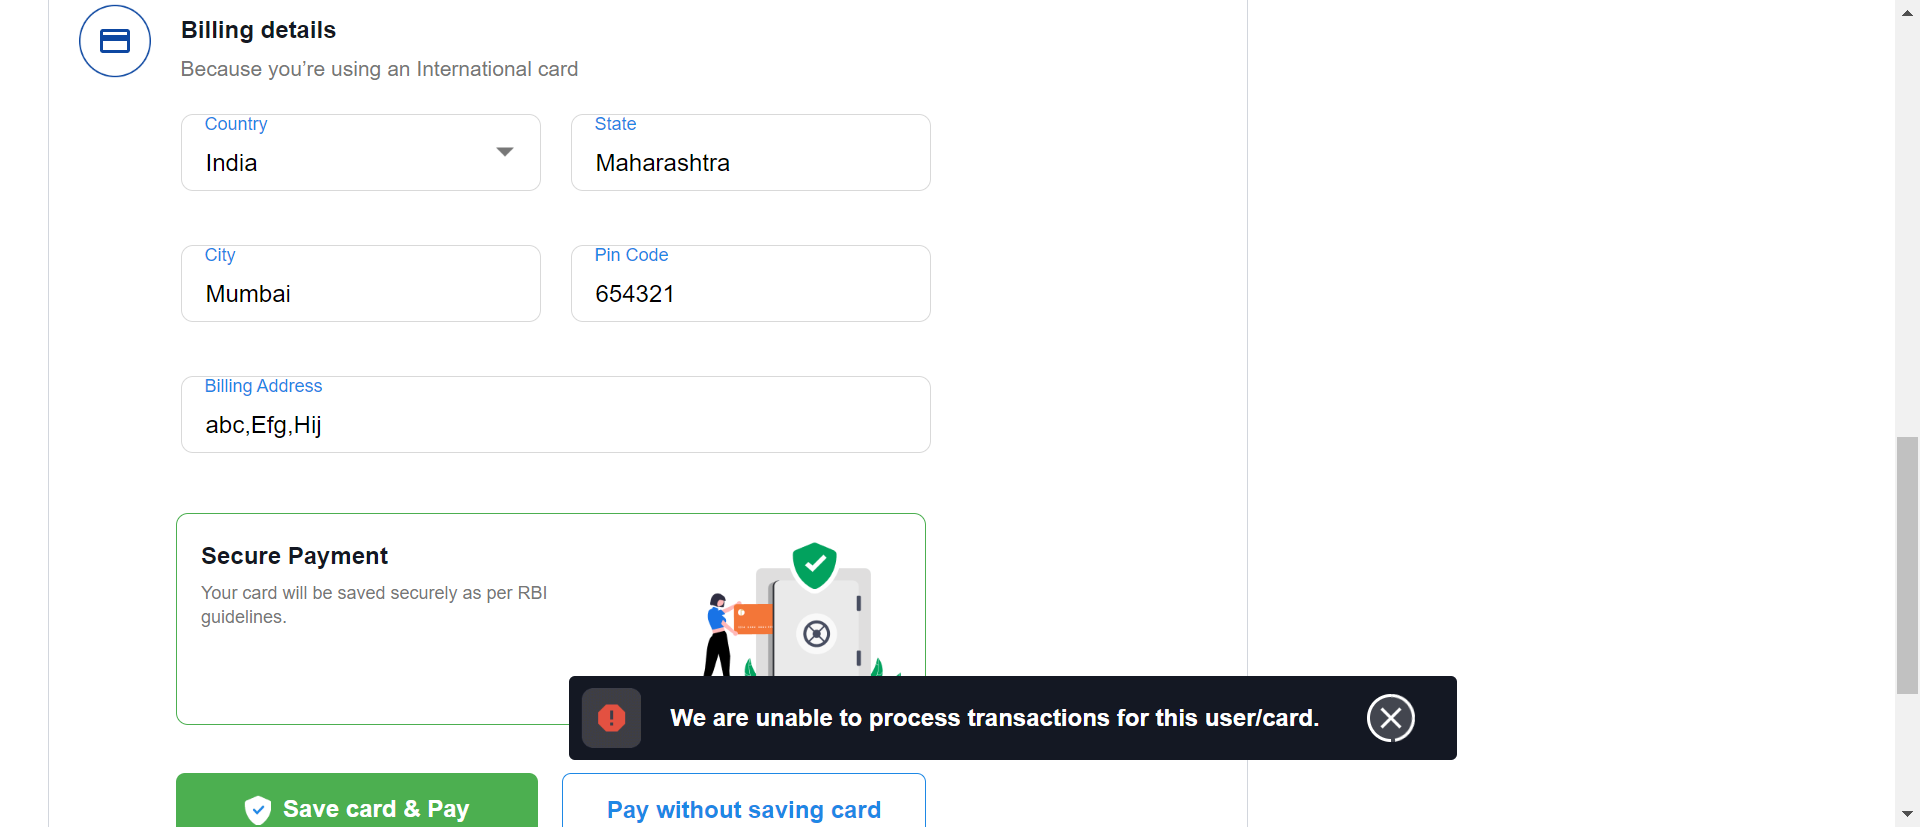 Billing details
Because you’re using an International card
Country
India
State
Maharashtra
City
Mumbai
Pin Code
654321
Billing Address
abc,Efg,Hij
Secure Payment
Your card will be saved securely as per RBI
guidelines.
We are unable to process transactions for this user/card.
Save card & Pay
Pay without saving card